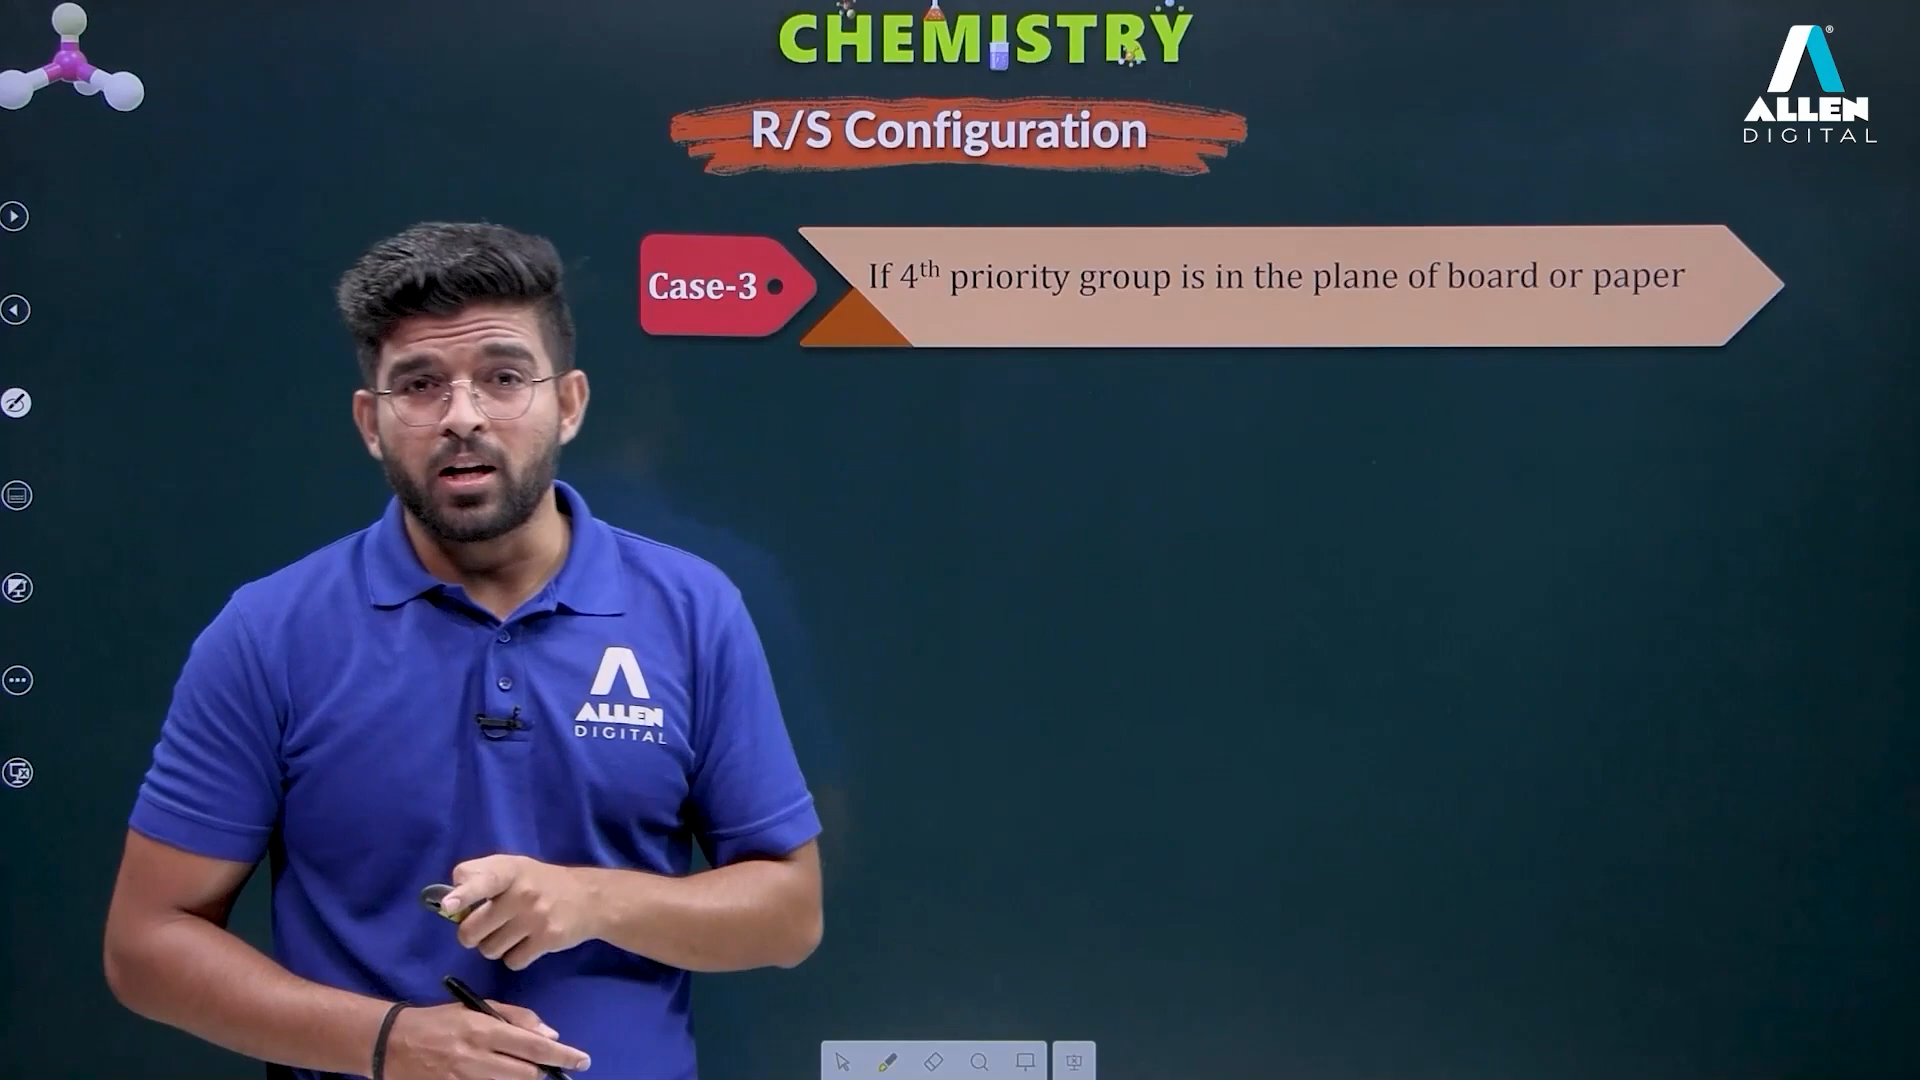 CHEMISTRY
R/S Configuration
ALLEN
DIGITAL
Case-3
If 4th priority group is in the plane of board or paper
ALLEN
DIGITAL